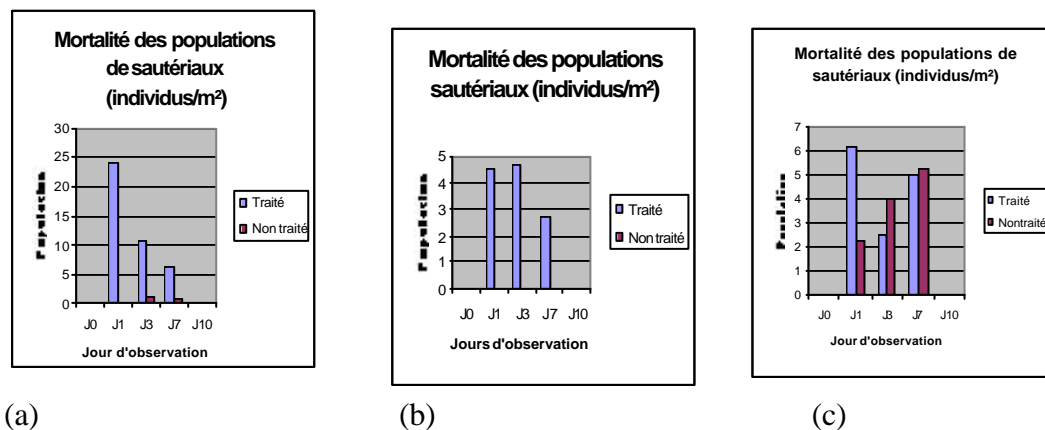 Mortalité des populations
de sautériaux
(individus/m²)
30
25
20
15
10
5
0
Population
J0 J1 J3 J7 J10
Jour d'observation
Traité
Non traité
(a)
Mortalité des populations
sautériaux (individus/m²)
5
4
3
2
1
0
Population
J0 J1 J3 J7 J10
Jours d'observation
Traité
Non traité
(b)
Mortalité des populations de
sautériaux (individus/m²)
7
6
5
4
3
2
1
0
J0 J1 J3 J7 J10
Jour d'observation
Traité
Nontraité
(c)